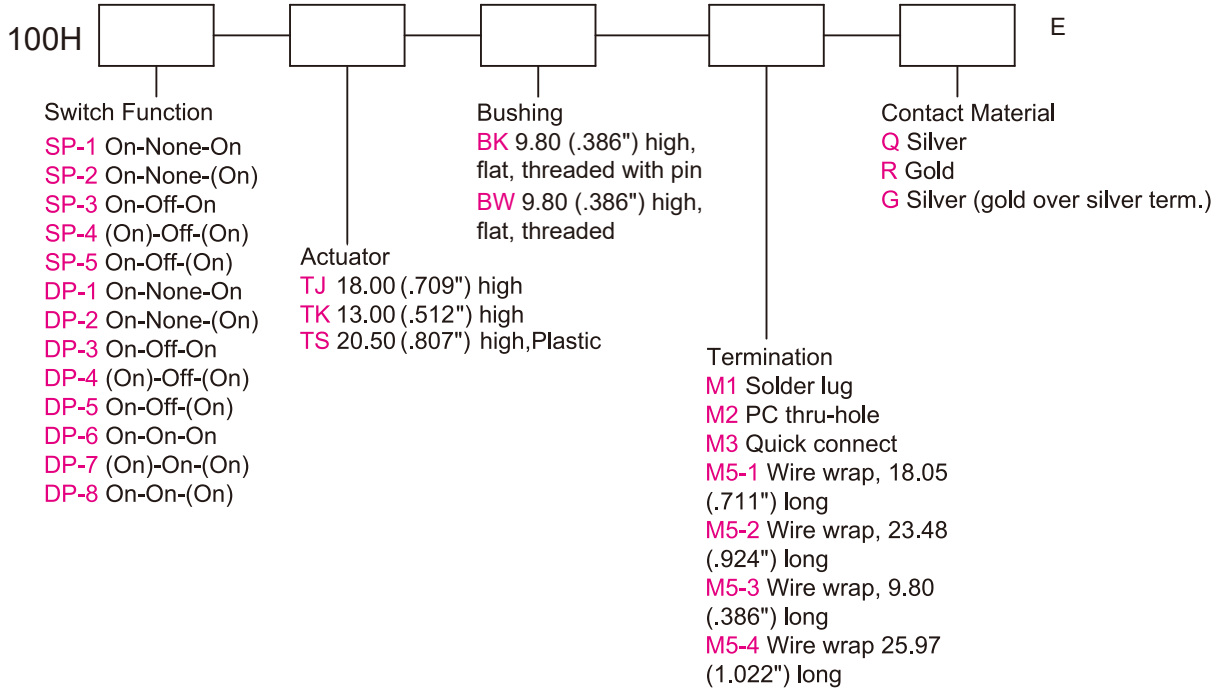 100H
E
Switch Function
SP-1 On-None-On
SP-2 On-None-(On)
SP-3 On-Off-On
SP-4 (On)-Off-(On)
SP-5 On-Off-(On)
DP-1 On-None-On
DP-2 On-None-(On)
DP-3 On-Off-On
DP-4 (On)-Off-(On)
DP-5 On-Off-(On)
DP-6 On-On-On
DP-7 (On)-On-(On)
DP-8 On-On-(On)
Actuator
TJ 18.00 (.709") high
TK 13.00 (.512") high
TS 20.50 (.807") high,Plastic
Bushing
BK 9.80 (.386") high,
flat, threaded with pin
BW 9.80 (.386") high,
flat, threaded
Termination
M1 Solder lug
M2 PC thru-hole
M3 Quick connect
M5-1 Wire wrap, 18.05
(.711") long
M5-2 Wire wrap, 23.48
(.924") long
M5-3 Wire wrap, 9.80
(.386") long
M5-4 Wire wrap 25.97
(1.022") long
Contact Material
Q Silver
R Gold
G Silver (gold over silver term.)